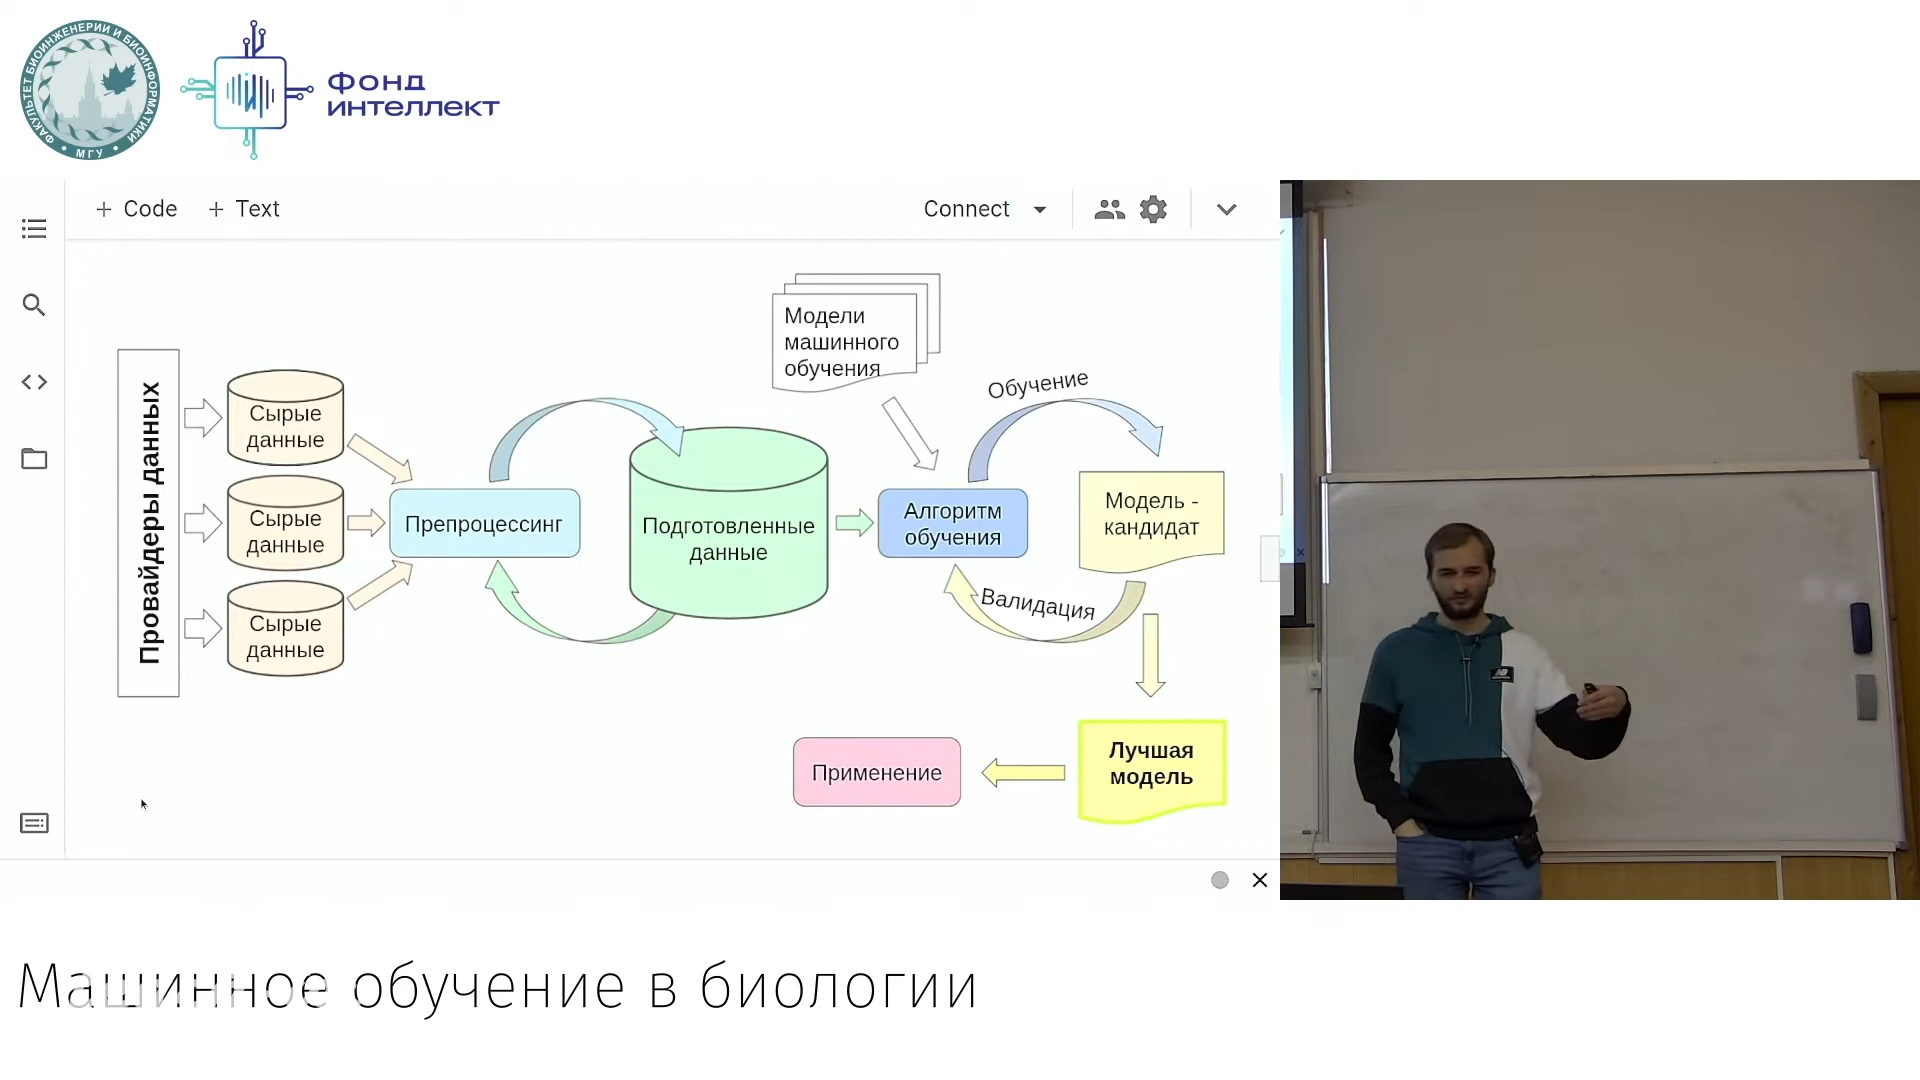 ФАКУЛЬТЕТ БИОИНЖЕНЕРИИ И БИОИНФОРМАТИКИ
МГУ
ФОНД
ИНТЕЛЛЕКТ
+ Code
+ Text
Connect
Модели
машинного
обучения
Обучение
Провайдеры данных
Сырые
данные
Сырые
данные
Сырые
данные
Препроцессинг
Подготовленные
данные
Алгоритм
обучения
Модель -
кандидат
Валидация
Применение
Лучшая
модель
Машинное обучение в биологии